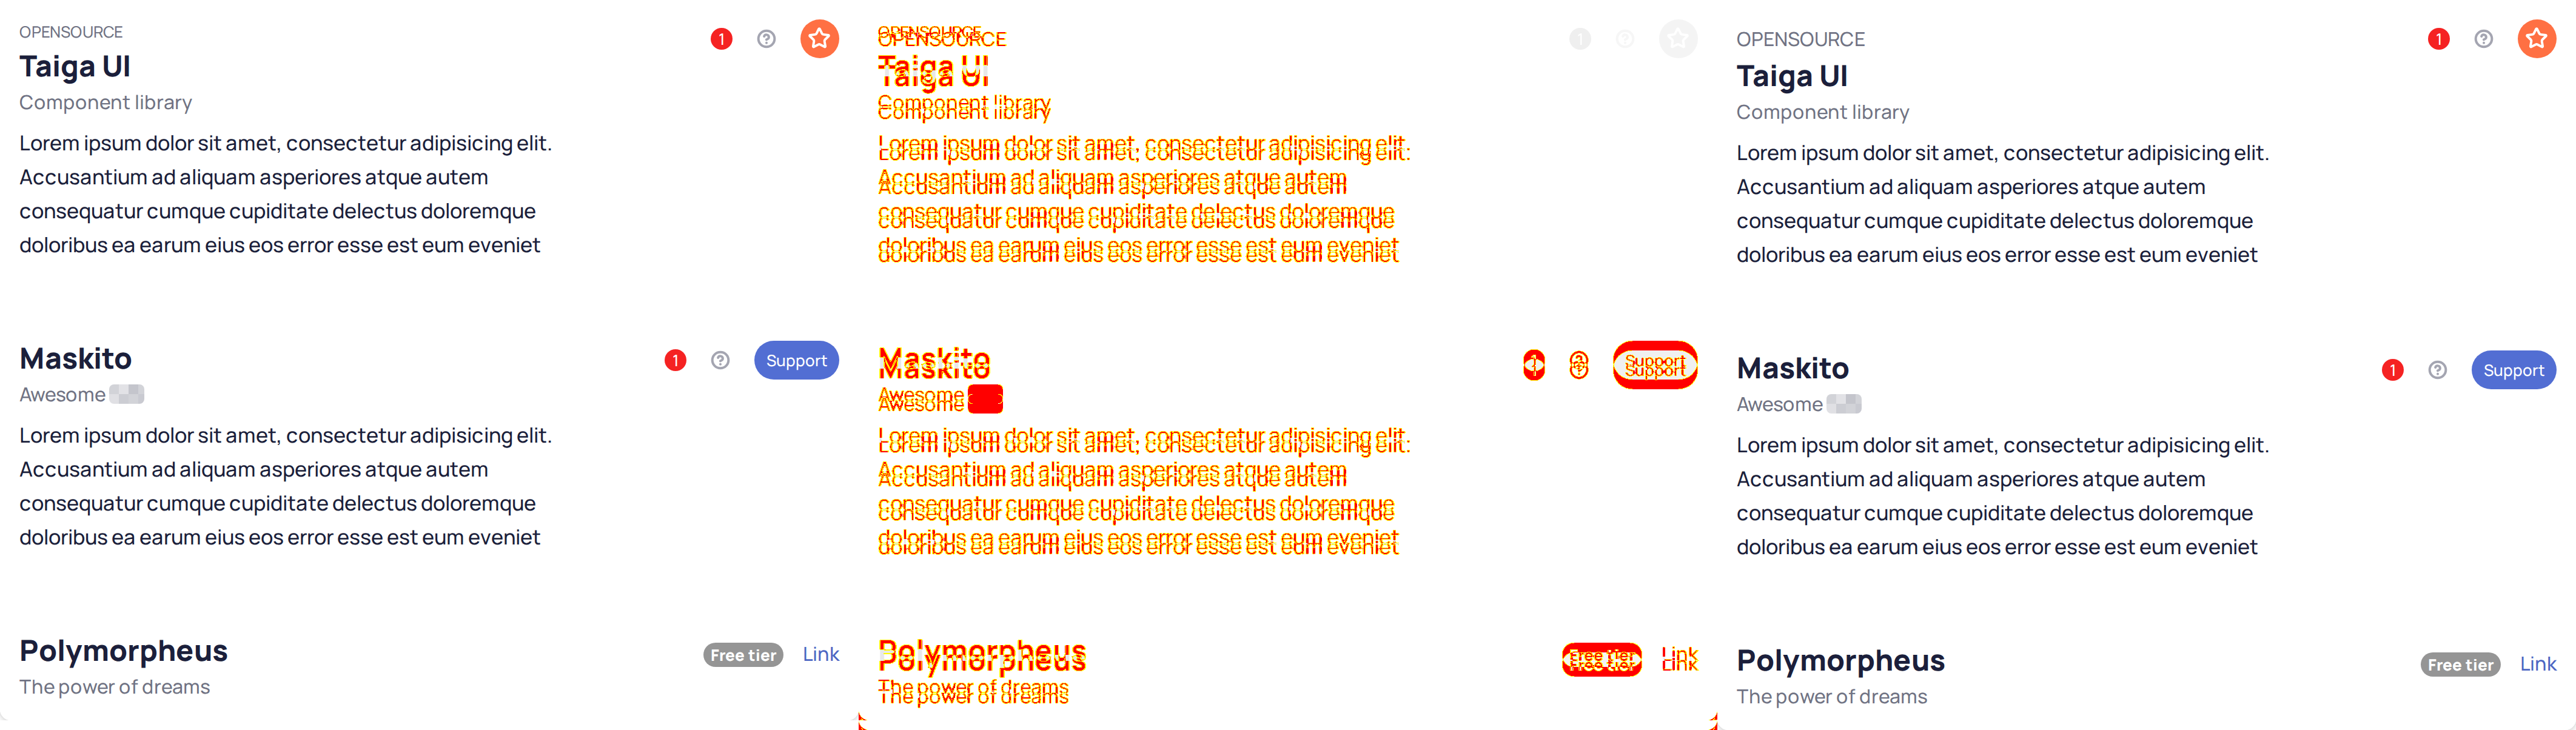 OPENSOURCE
1
Taiga UI
Component library
Lorem ipsum dolor sit amet, consectetur adipisicing elit.
Accusantium ad aliquam asperiores atque autem
consequatur cumque cupiditate delectus doloremque
doloribus ea earum eius eos error esse est eum eveniet
Maskito
1
Support
Awesome
Lorem ipsum dolor sit amet, consectetur adipisicing elit.
Accusantium ad aliquam asperiores atque autem
consequatur cumque cupiditate delectus doloremque
doloribus ea earum eius eos error esse est eum eveniet
Polymorpheus
Free tier
Link
The power of dreams
OPENSOURCE
OPENSOURCE
1
Taiga UI
Component library
Lorem ipsum dolor sit amet, consectetur adipisicing elit.
Accusantium ad aliquam asperiores atque autem
consequatur cumque cupiditate delectus doloremque
doloribus ea earum eius eos error esse est eum eveniet
Maskito
1
Support
Support
Awesome
Lorem ipsum dolor sit amet, consectetur adipisicing elit.
Accusantium ad aliquam asperiores atque autem
consequatur cumque cupiditate delectus doloremque
doloribus ea earum eius eos error esse est eum eveniet
Polymorpheus
Free tier
Link
The power of dreams
OPENSOURCE
1
Taiga UI
Component library
Lorem ipsum dolor sit amet, consectetur adipisicing elit.
Accusantium ad aliquam asperiores atque autem
consequatur cumque cupiditate delectus doloremque
doloribus ea earum eius eos error esse est eum eveniet
Maskito
1
Support
Awesome
Lorem ipsum dolor sit amet, consectetur adipisicing elit.
Accusantium ad aliquam asperiores atque autem
consequatur cumque cupiditate delectus doloremque
doloribus ea earum eius eos error esse est eum eveniet
Polymorpheus
Free tier
Link
The power of dreams